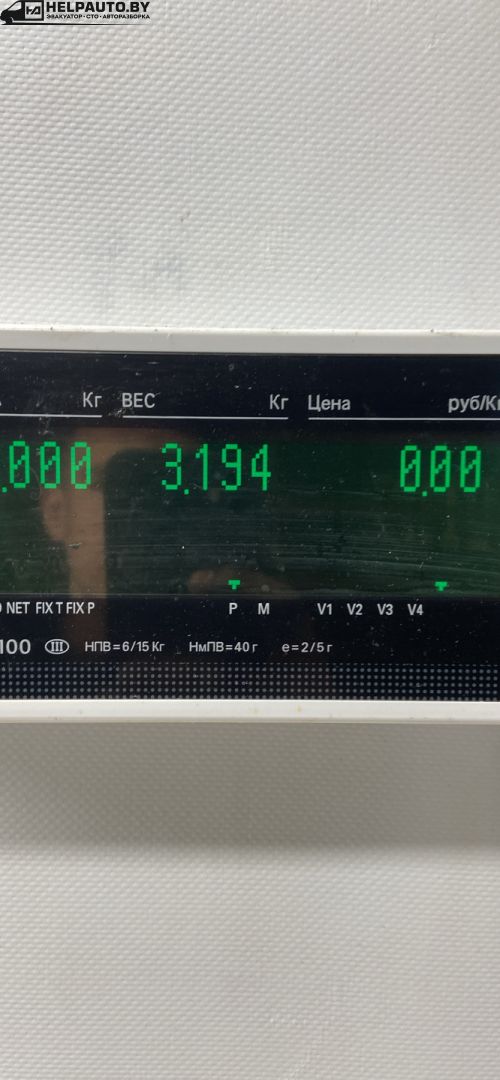 HELPAUTO.BY
ЭВАКУАТОР • СТО • АВТОРАЗБОРКА
Кг ВЕС Кг Цена руб/Кг
.000 3.194 0.00
NET FIX T FIX P P M V1 V2 V3 V4
100 III НПВ=6/15 Кг НмПВ=40 г e=2/5 г